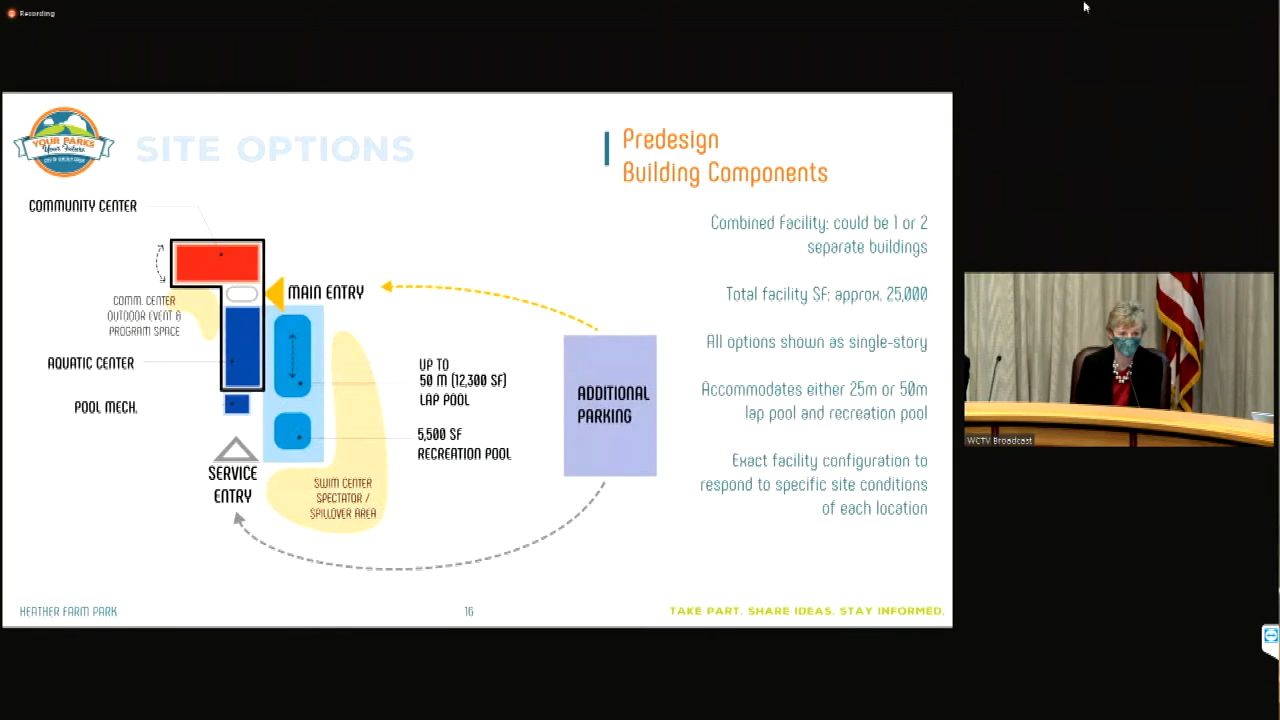 Recording
YOUR PARKS
Your Future
SITE OPTIONS
Predesign
Building Components
COMMUNITY CENTER
COMM. CENTER
OUTDOOR EVENT &
PROGRAM SPACE
MAIN ENTRY
AQUATIC CENTER
POOL MECH.
UP TO
50 M (12,300 SF)
LAP POOL
5,500 SF
RECREATION POOL
SERVICE
ENTRY
SWIM CENTER
SPECTATOR /
SPILLOVER AREA
ADDITIONAL
PARKING
Combined Facility: could be 1 or 2
separate buildings
Total facility SF: approx. 25,000
All options shown as single-story
Accommodates either 25m or 50m
lap pool and recreation pool
Exact facility configuration to
respond to specific site conditions
of each location
HEATHER FARM PARK
16
TAKE PART. SHARE IDEAS. STAY INFORMED.
WCTV Broadcast